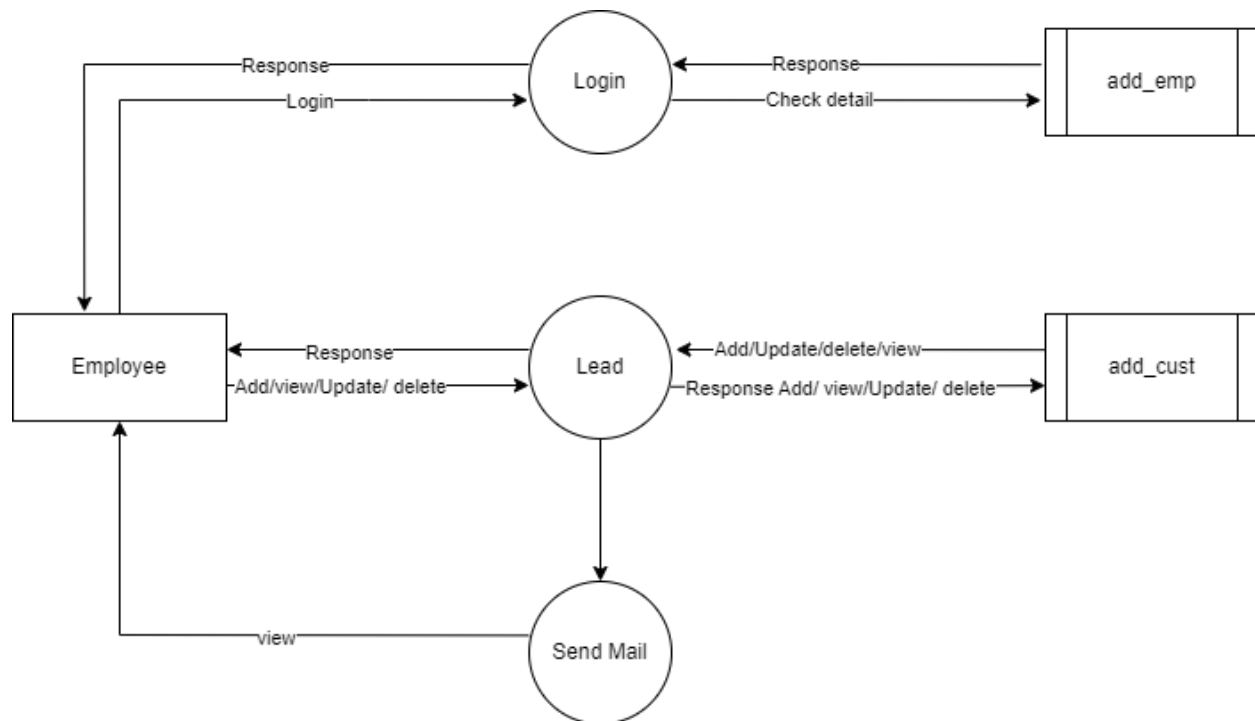 Response
Login
Login
Response
Check detail
add_emp
Employee
Response
Add/view/Update/ delete
Lead
Add/Update/delete/view
Response Add/ view/Update/ delete
add_cust
view
Send Mail